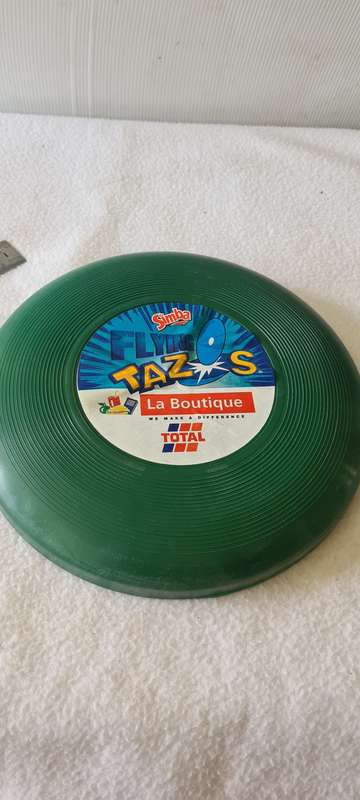 Simba
FLYING
TAZOS
La Boutique
WE MAKE A DIFFERENCE
TOTAL